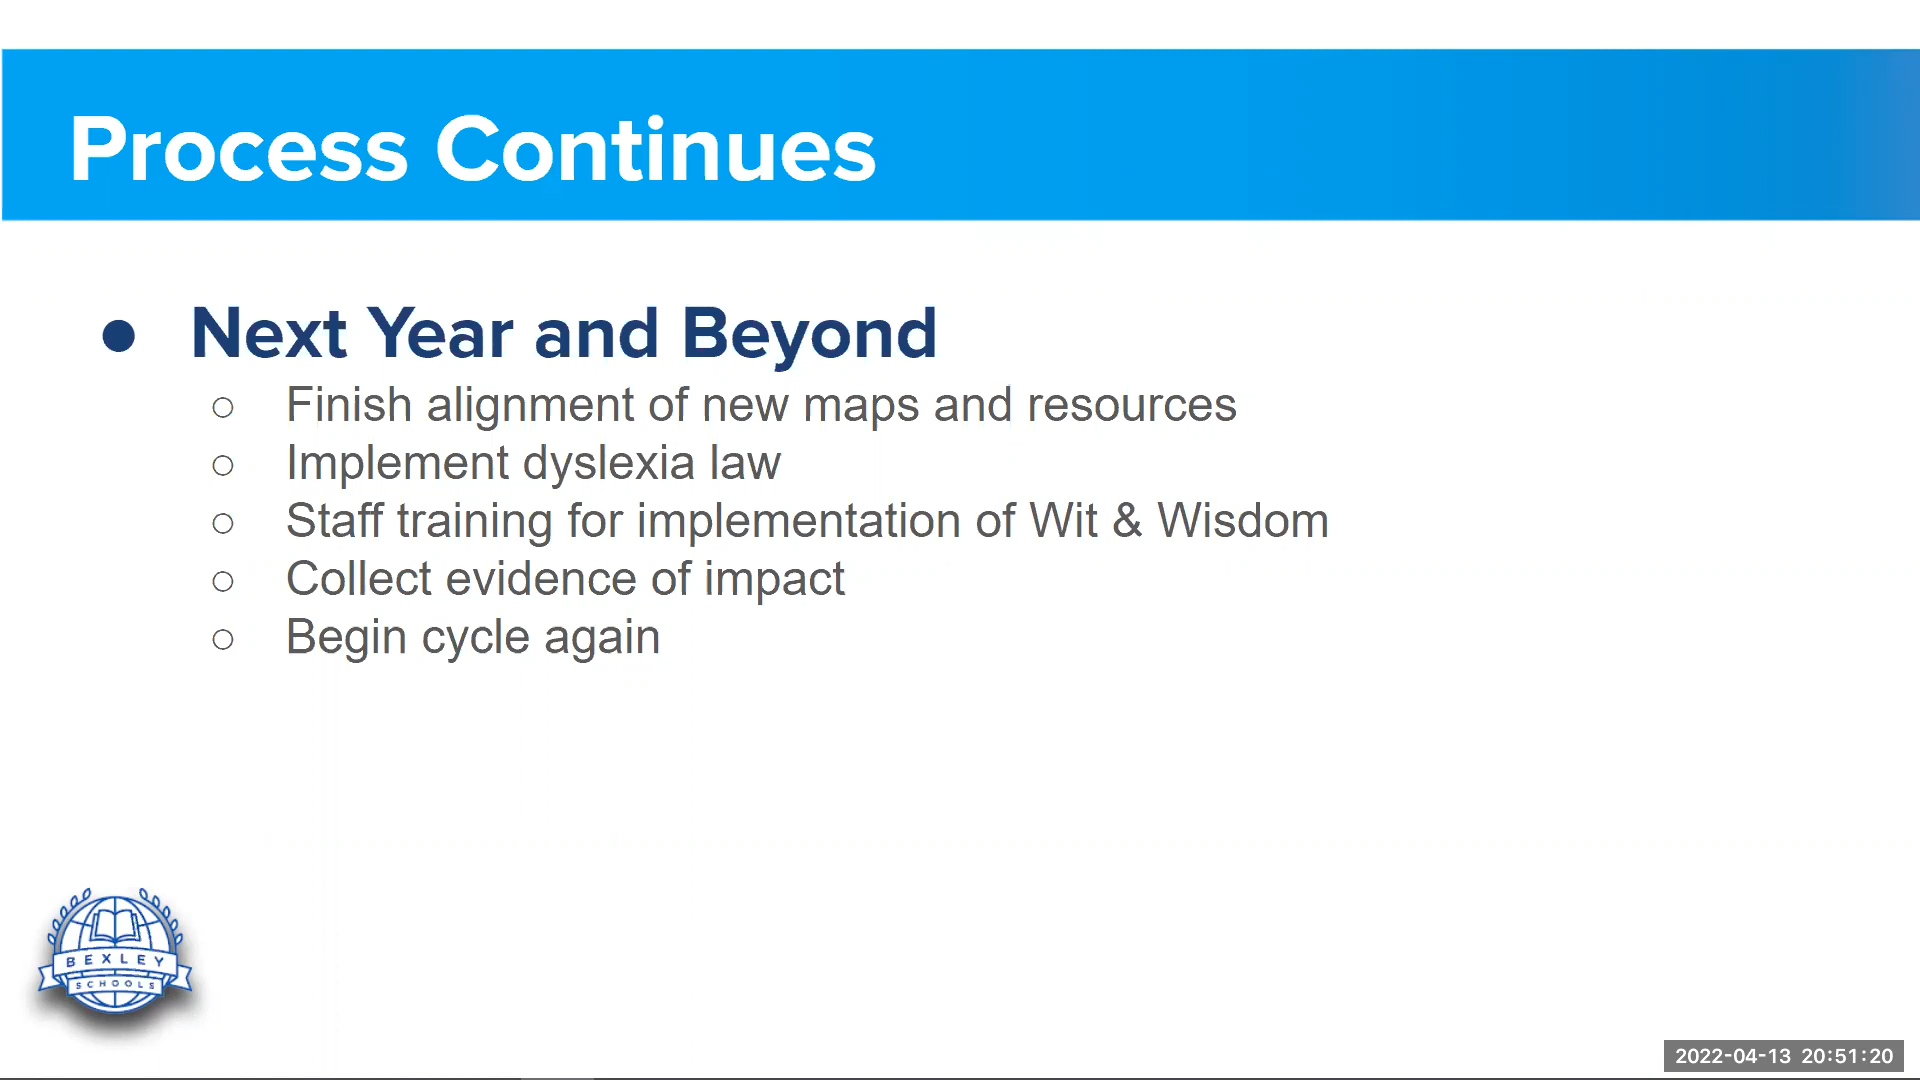 Process Continues
● Next Year and Beyond
○ Finish alignment of new maps and resources
○ Implement dyslexia law
○ Staff training for implementation of Wit & Wisdom
○ Collect evidence of impact
○ Begin cycle again
BEXLEY
SCHOOLS
2022-04-13 20:51:20